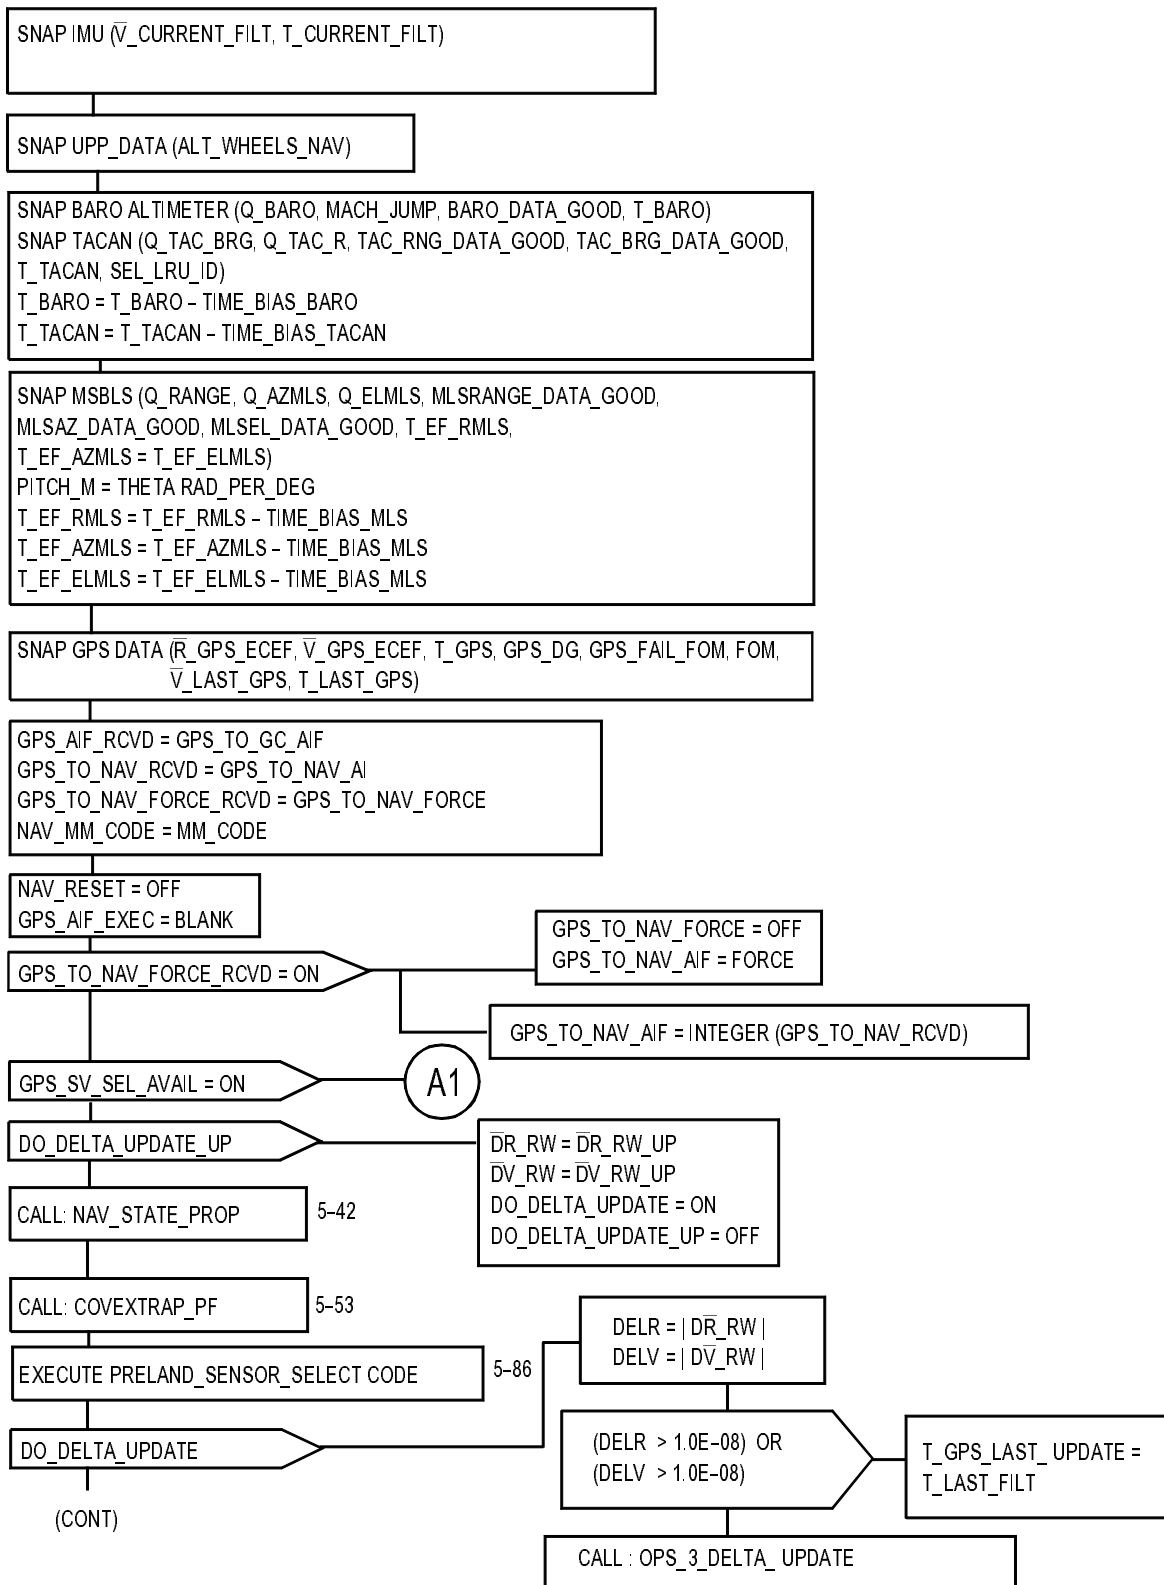 SNAP IMU (V̅_CURRENT_FILT, T_CURRENT_FILT)
SNAP UPP_DATA (ALT_WHEELS_NAV)
SNAP BARO ALTIMETER (Q_BARO, MACH_JUMP, BARO_DATA_GOOD, T_BARO)
SNAP TACAN (Q_TAC_BRG, Q_TAC_R, TAC_RNG_DATA_GOOD, TAC_BRG_DATA_GOOD,
T_TACAN, SEL_LRU_ID)
T_BARO = T_BARO – TIME_BIAS_BARO
T_TACAN = T_TACAN – TIME_BIAS_TACAN
SNAP MSBLS (Q_RANGE, Q_AZMLS, Q_ELMLS, MLSRANGE_DATA_GOOD,
MLSAZ_DATA_GOOD, MLSEL_DATA_GOOD, T_EF_RMLS,
T_EF_AZMLS = T_EF_ELMLS)
PITCH_M = THETA RAD_PER_DEG
T_EF_RMLS = T_EF_RMLS – TIME_BIAS_MLS
T_EF_AZMLS = T_EF_AZMLS – TIME_BIAS_MLS
T_EF_ELMLS = T_EF_ELMLS – TIME_BIAS_MLS
SNAP GPS DATA (R̅_GPS_ECEF, V̅_GPS_ECEF, T_GPS, GPS_DG, GPS_FAIL_FOM, FOM,
V̅_LAST_GPS, T_LAST_GPS)
GPS_AIF_RCVD = GPS_TO_GC_AIF
GPS_TO_NAV_RCVD = GPS_TO_NAV_AI
GPS_TO_NAV_FORCE_RCVD = GPS_TO_NAV_FORCE
NAV_MM_CODE = MM_CODE
NAV_RESET = OFF
GPS_AIF_EXEC = BLANK
GPS_TO_NAV_FORCE_RCVD = ON
GPS_TO_NAV_FORCE = OFF
GPS_TO_NAV_AIF = FORCE
GPS_TO_NAV_AIF = INTEGER (GPS_TO_NAV_RCVD)
GPS_SV_SEL_AVAIL = ON
A1
DO_DELTA_UPDATE_UP
D̅R_RW = D̅R_RW_UP
D̅V_RW = D̅V_RW_UP
DO_DELTA_UPDATE = ON
DO_DELTA_UPDATE_UP = OFF
CALL: NAV_STATE_PROP
5–42
CALL: COVEXTRAP_PF
5–53
EXECUTE PRELAND_SENSOR_SELECT CODE
5–86
DO_DELTA_UPDATE
(CONT)
DELR = | DR̅_RW |
DELV = | DV̅_RW |
(DELR > 1.0E–08) OR
(DELV > 1.0E–08)
T_GPS_LAST_ UPDATE =
T_LAST_FILT
CALL : OPS_3_DELTA_ UPDATE